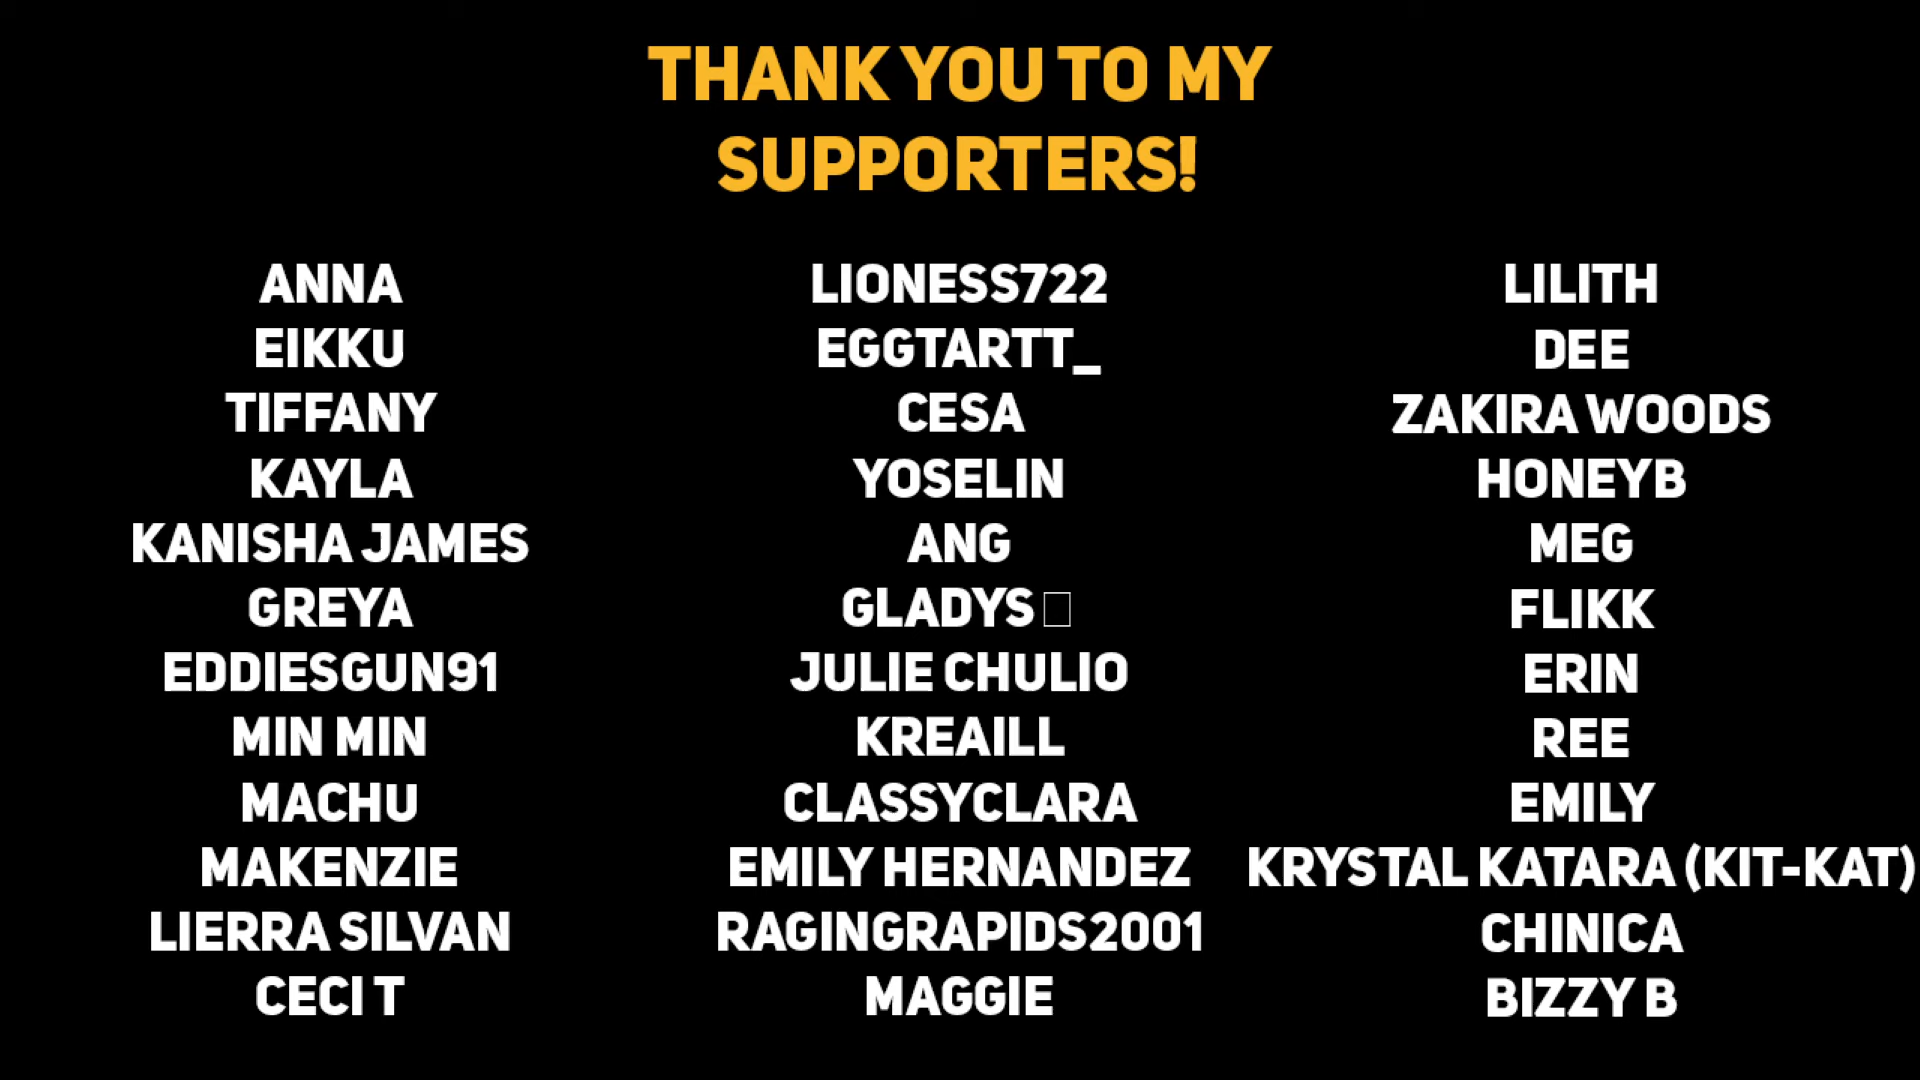 THANK YOU TO MY
SUPPORTERS!
ANNA
EIKKU
TIFFANY
KAYLA
KANISHA JAMES
GREYA
EDDIESGUN91
MIN MIN
MACHU
MAKENZIE
LIERRA SILVAN
CECI T
LIONESS722
EGGTARTT_
CESA
YOSELIN
ANG
GLADYS □
JULIE CHULIO
KREAILL
CLASSYCLARA
EMILY HERNANDEZ
RAGINGRAPIDS2001
MAGGIE
LILITH
DEE
ZAKIRA WOODS
HONEYB
MEG
FLIKK
ERIN
REE
EMILY
KRYSTAL KATARA (KIT-KAT)
CHINICA
BIZZY B